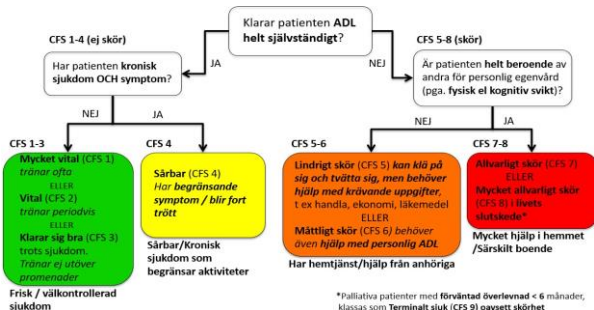 Klarar patienten ADL
helt självständigt?
CFS 1-4 (ej skör)
CFS 5-8 (skör)
JA
NEJ
Har patienten kronisk
sjukdom OCH symptom?
Är patienten helt beroende av
andra för personlig egenvård
(pga. fysisk el kognitiv svikt)?
NEJ
JA
NEJ
JA
CFS 1-3
Mycket vital (CFS 1)
tränar ofta
ELLER
Vital (CFS 2)
tränar periodvis
ELLER
Klarar sig bra (CFS 3)
trots sjukdom.
Tränar ej utöver
promenader
Frisk / välkontrollerad
sjukdom
CFS 4
Sårbar (CFS 4)
Har begränsande
symptom / blir fort
trött
Sårbar/Kronisk
sjukdom som
begränsar aktiviteter
CFS 5-6
Lindrigt skör (CFS 5) kan klä på
sig och tvätta sig, men behöver
hjälp med krävande uppgifter,
t ex handla, ekonomi, läkemedel
ELLER
Måttligt skör (CFS 6) behöver
även hjälp med personlig ADL
Har hemtjänst/hjälp från anhöriga
CFS 7-8
Allvarligt skör (CFS 7)
ELLER
Mycket allvarligt skör
(CFS 8) i livets
slutskede*
Mycket hjälp i hemmet
/Särskilt boende
*Palliativa patienter med förväntad överlevnad < 6 månader,
klassas som Terminalt sjuk (CFS 9) oavsett skörhet